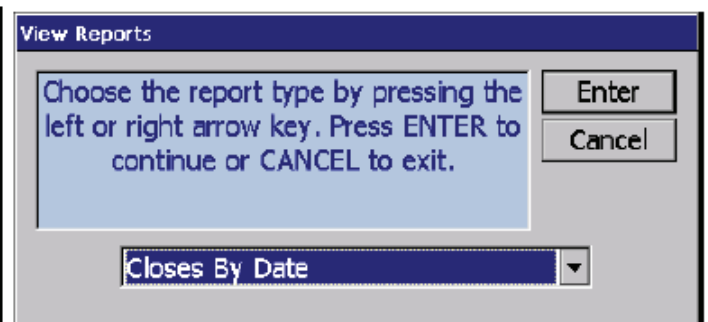 View Reports
Choose the report type by pressing the
left or right arrow key. Press ENTER to
continue or CANCEL to exit.
Enter
Cancel
Closes By Date